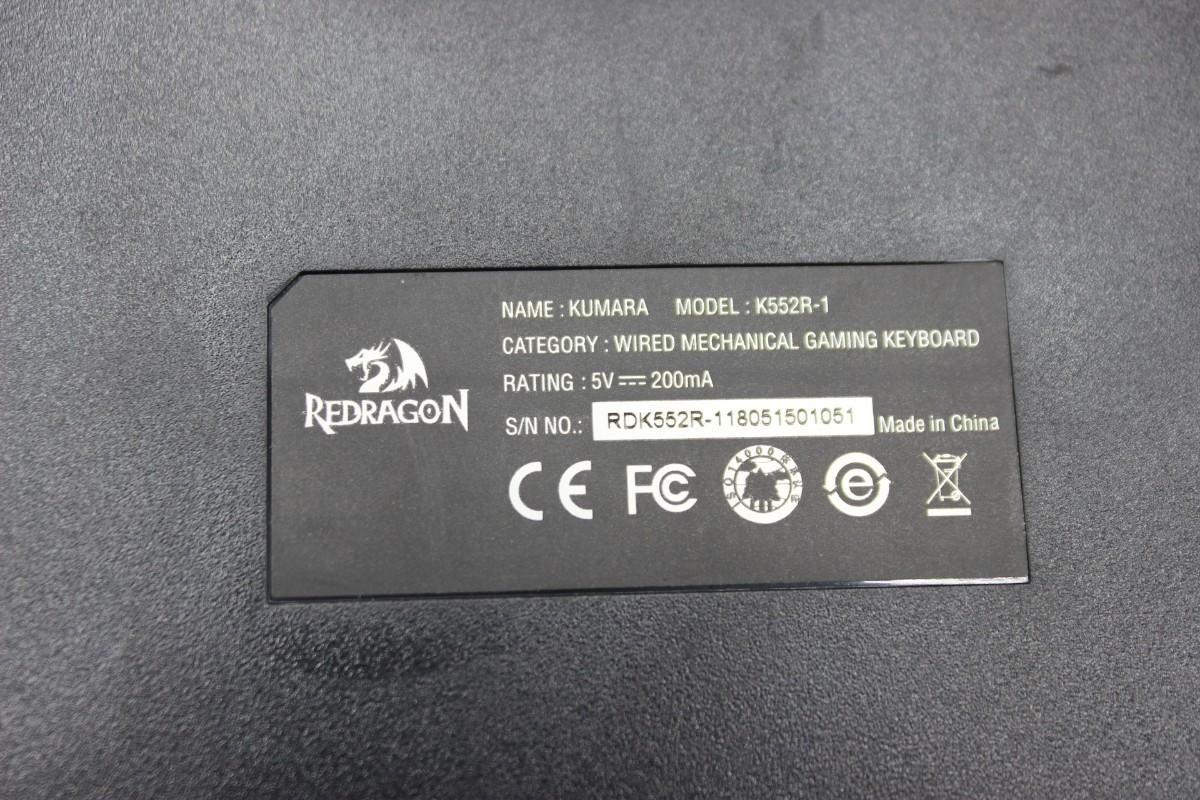 REDRAGON
NAME : KUMARA MODEL : K552R-1
CATEGORY : WIRED MECHANICAL GAMING KEYBOARD
RATING : 5V ⎓ 200mA
S/N NO.: RDK552R-118051501051 Made in China
CE FC e
ISO14000